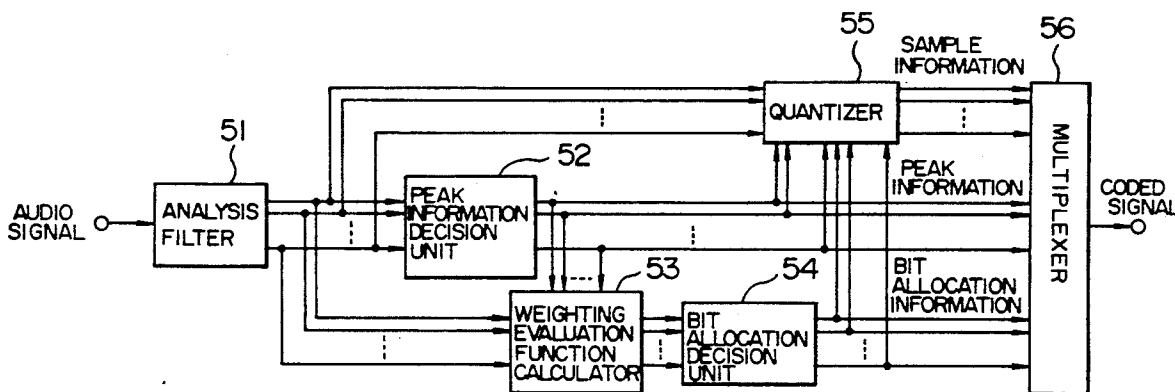 55
SAMPLE
INFORMATION
56
51
QUANTIZER
52
PEAK
INFORMATION
AUDIO
SIGNAL
ANALYSIS
FILTER
PEAK
INFORMATION
DECISION
UNIT
MULTIPLEXER
CODED
SIGNAL
53
54
BIT
ALLOCATION
INFORMATION
WEIGHTING
EVALUATION
FUNCTION
CALCULATOR
BIT
ALLOCATION
DECISION
UNIT